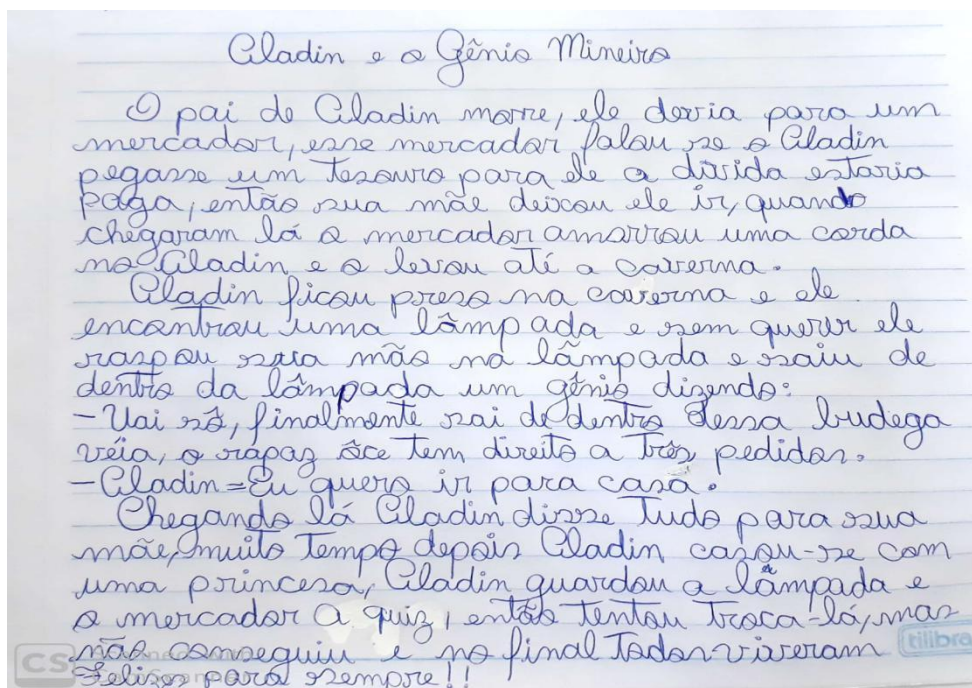 Aladin e o Gênio Mineiro
O pai de Aladin morre, ele devia para um
mercador, esse mercador falou se o Aladin
pegasse um tesouro para ele a divida estaria
paga, então sua mãe deixou ele ir, quando
chegaram lá o mercador amarrou uma corda
no Aladin e o levou até a caverna.
Aladin ficou preso na caverna e ele
encontrou uma lâmpada e sem querer ele
raspou sua mão na lâmpada e saiu de
dentro da lâmpada um gênio dizendo:
-Uai sô, finalmente sai de dentro dessa budega
véia, o rapaz ôce tem direito a três pedidos.
-Aladin=Eu quero ir para casa.
Chegando lá Aladin disse tudo para sua
mãe, muito tempo depois Aladin casou-se com
uma princesa, Aladin guardou a lâmpada e
o mercador a quiz, então tentou troca-lá, mas
não conseguiu e no final todos viveram
Felizes para sempre!!
tilibra
CS